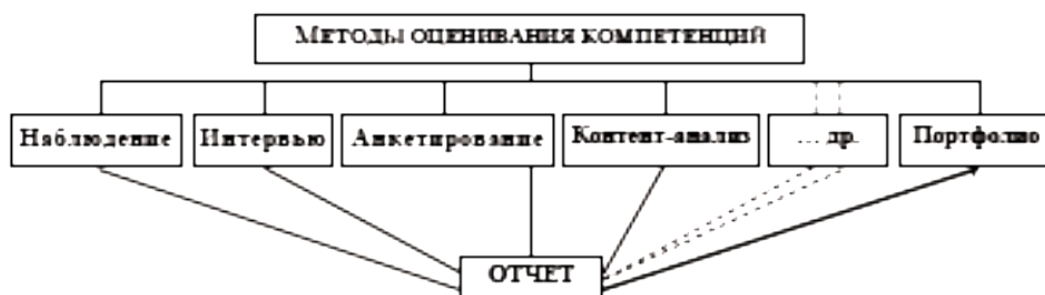 МЕТОДЫ ОЦЕНИВАНИЯ КОМПЕТЕНЦИЙ
Наблюдение
Интервью
Анкетирование
Контент-анализ
... др.
Портфолио
ОТЧЕТ